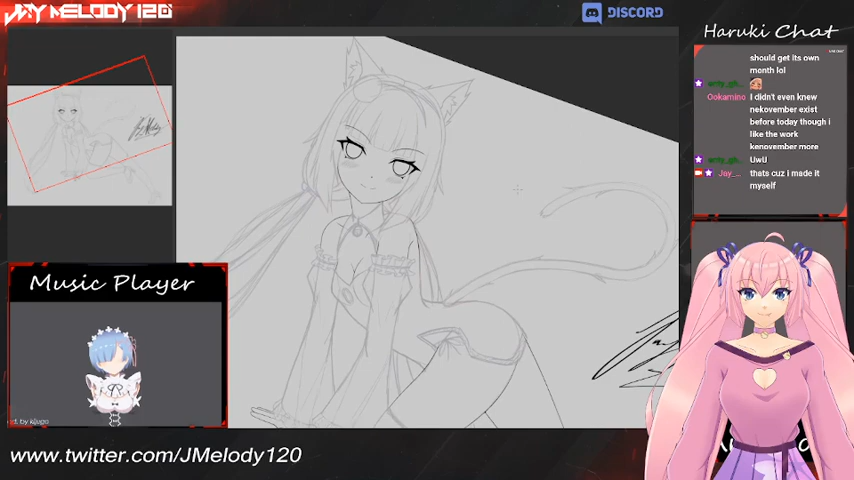 JAY MELODY 120
DISCORD
Haruki Chat
should get its own
month lol
Ookamino I didn't even knew
nekovember exist
before today though i
like the work
kenovember more
UwU
Jay_... thats cuz i made it
myself
Music Player
www.twitter.com/JMelody120